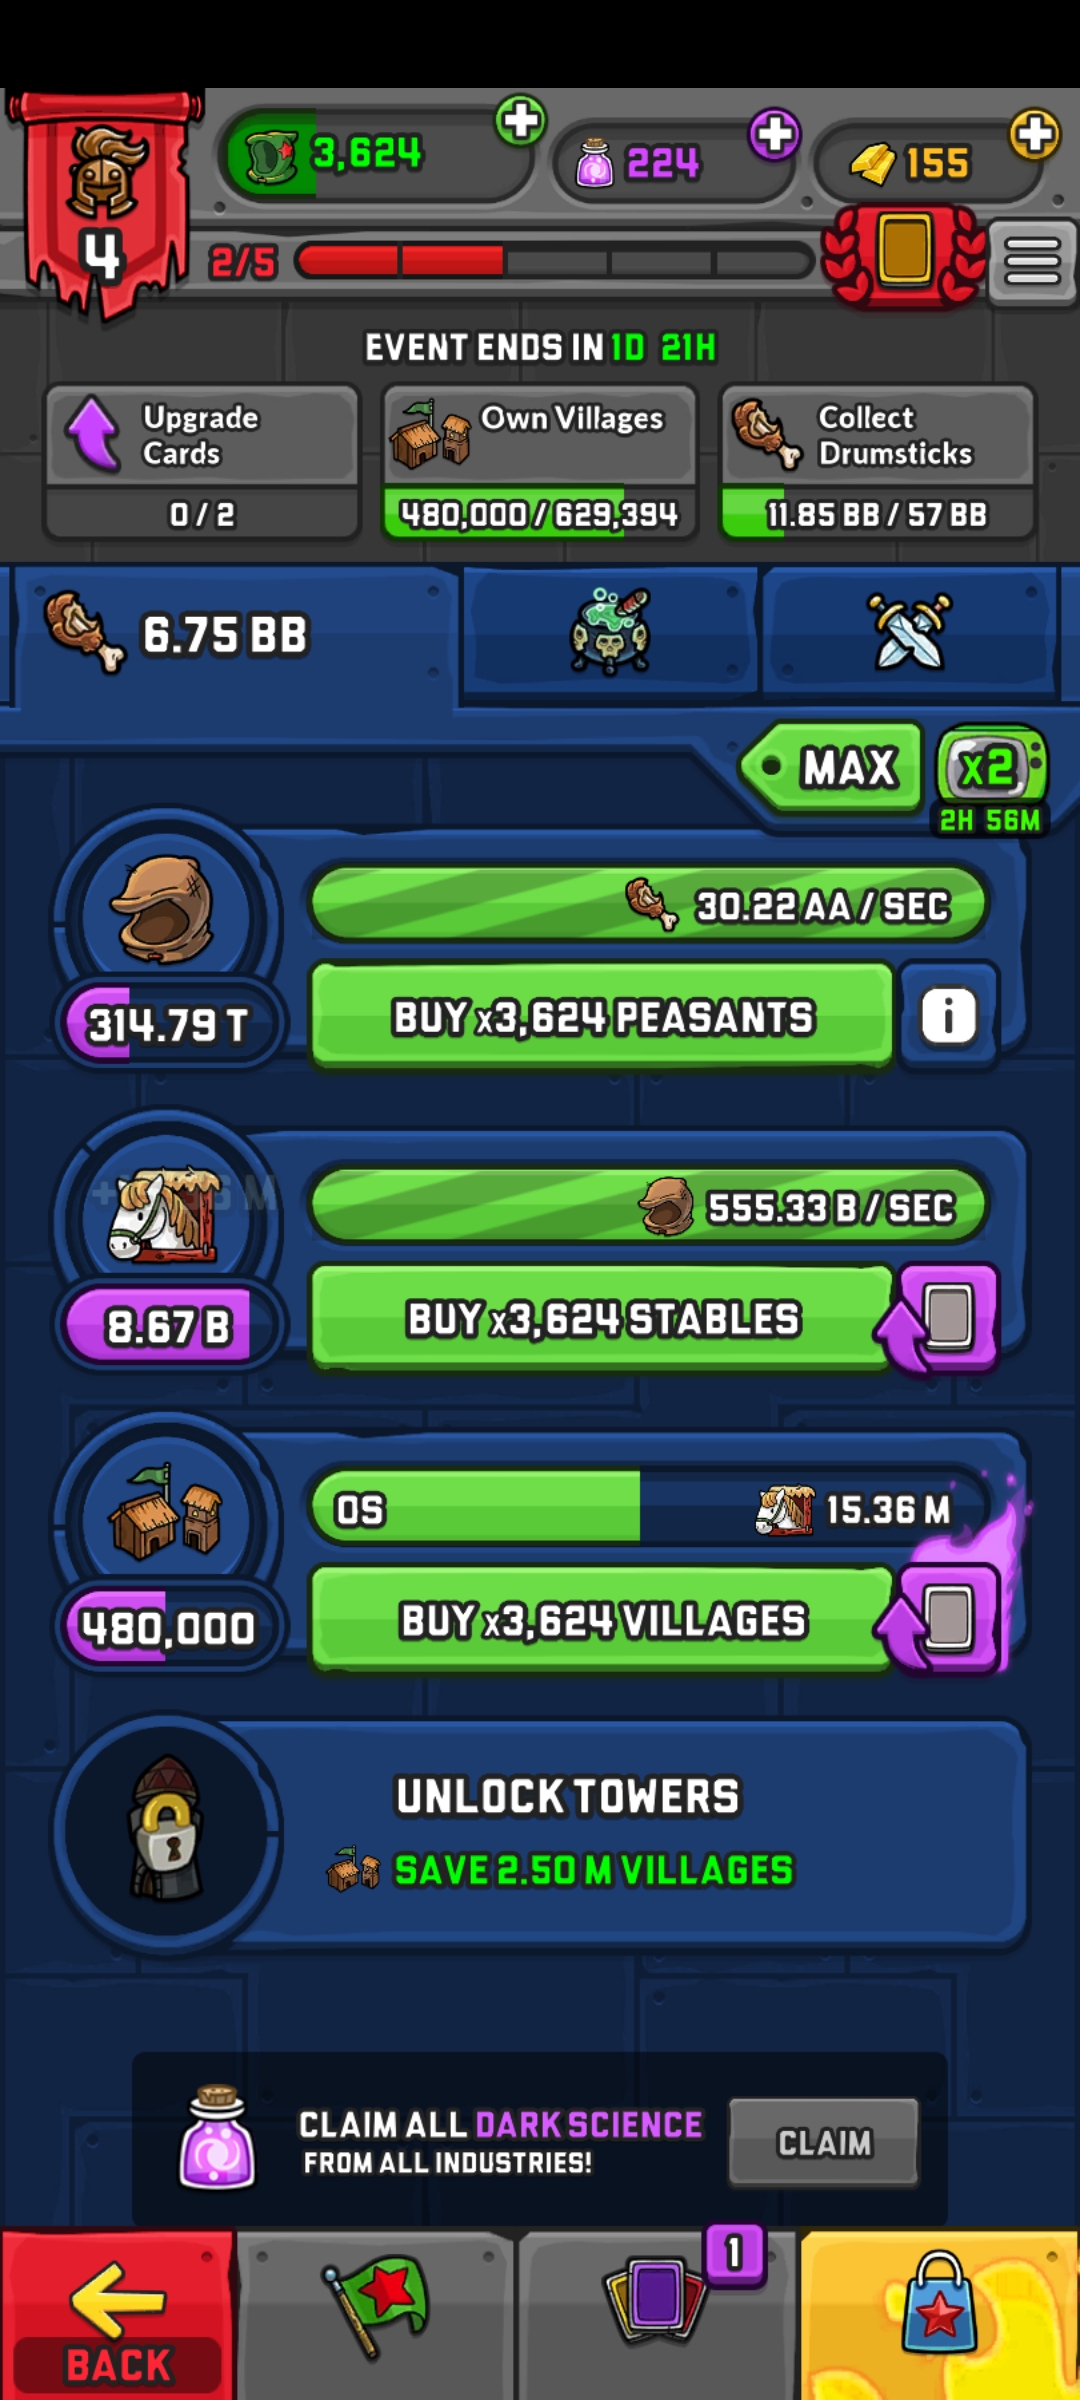 3,624
224
155
4
2/5
EVENT ENDS IN 1D 21H
Upgrade Cards
0 / 2
Own Villages
480,000 / 629,394
Collect Drumsticks
11.85 BB / 57 BB
6.75 BB
MAX
x2
2H 56M
30.22 AA / SEC
314.79 T
BUY x3,624 PEASANTS
i
555.33 B / SEC
8.67 B
BUY x3,624 STABLES
0S
15.36 M
480,000
BUY x3,624 VILLAGES
UNLOCK TOWERS
SAVE 2.50 M VILLAGES
CLAIM ALL DARK SCIENCE
FROM ALL INDUSTRIES!
CLAIM
1
BACK